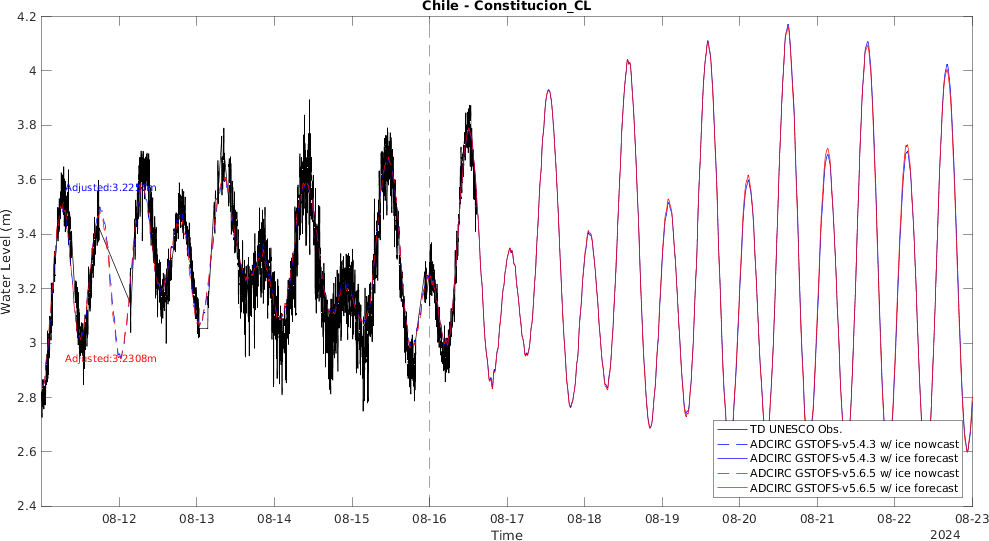 Chile - Constitucion_CL
Water Level (m)
4.2
4
3.8
3.6
3.4
3.2
3
2.8
2.6
2.4
Adjusted:3.2308m
TD UNESCO Obs.
ADCIRC GSTOFS-v5.4.3 w/ ice nowcast
ADCIRC GSTOFS-v5.4.3 w/ ice forecast
ADCIRC GSTOFS-v5.6.5 w/ ice nowcast
ADCIRC GSTOFS-v5.6.5 w/ ice forecast
08-12 08-13 08-14 08-15 08-16 08-17 08-18 08-19 08-20 08-21 08-22 08-23
Time
2024